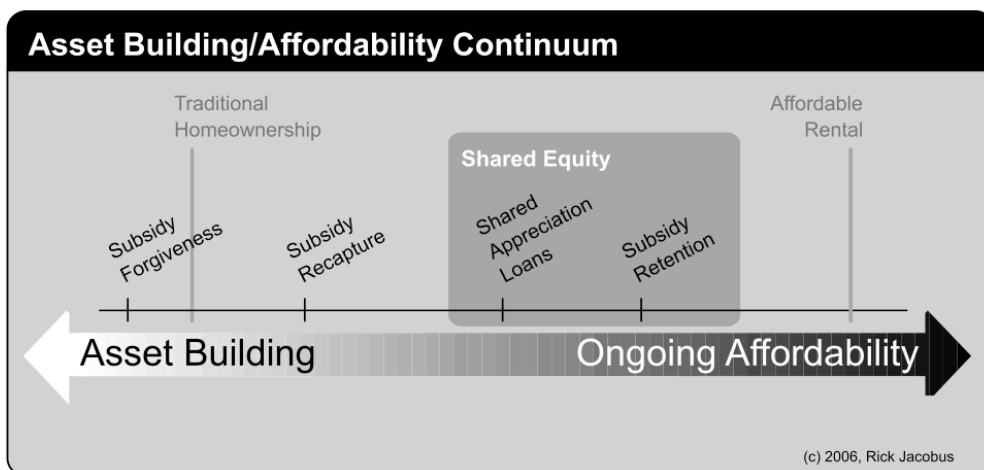 Asset Building/Affordability Continuum
Traditional
Homeownership
Affordable
Rental
Shared Equity
Subsidy
Forgiveness
Subsidy
Recapture
Shared
Appreciation
Loans
Subsidy
Retention
Asset Building
Ongoing Affordability
(c) 2006, Rick Jacobus